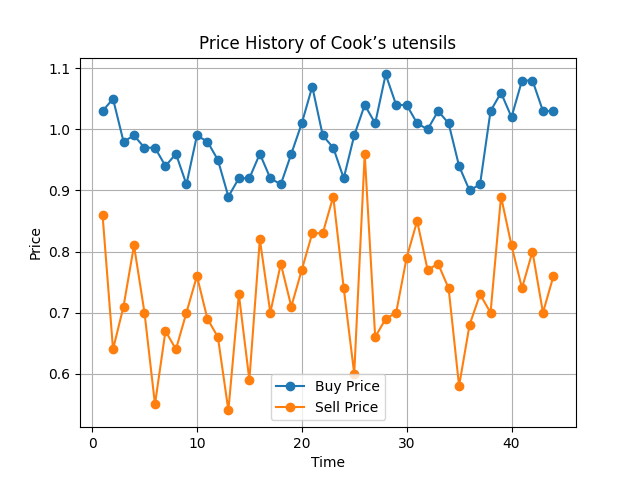 Price History of Cook’s utensils
1.1
1.0
0.9
0.8
0.7
0.6
Price
Buy Price
Sell Price
0 10 20 30 40
Time